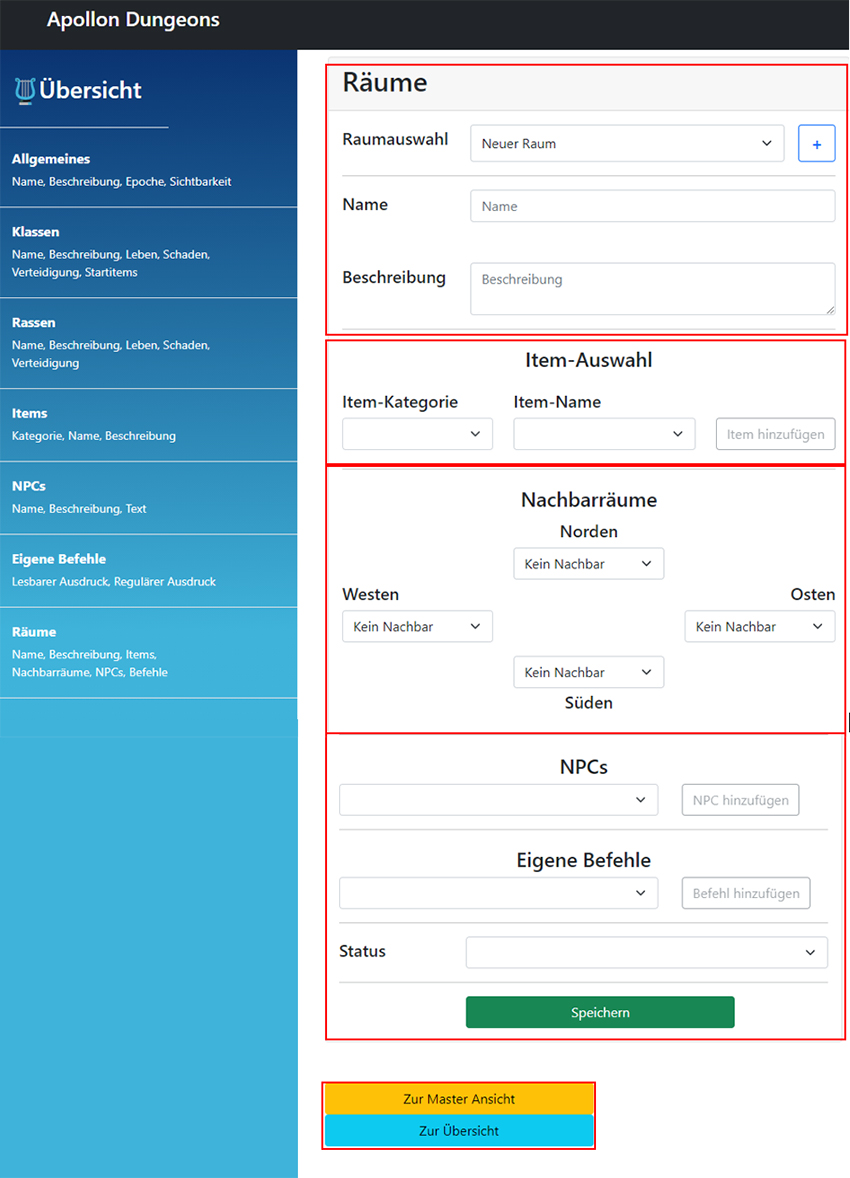 Apollon Dungeons
Übersicht
Allgemeines
Name, Beschreibung, Epoche, Sichtbarkeit
Klassen
Name, Beschreibung, Leben, Schaden,
Verteidigung, Startitems
Rassen
Name, Beschreibung, Leben, Schaden,
Verteidigung
Items
Kategorie, Name, Beschreibung
NPCs
Name, Beschreibung, Text
Eigene Befehle
Lesbarer Ausdruck, Regulärer Ausdruck
Räume
Name, Beschreibung, Items,
Nachbarräume, NPCs, Befehle
Räume
Raumauswahl Neuer Raum +
Name Name
Beschreibung Beschreibung
Item-Auswahl
Item-Kategorie Item-Name
Item hinzufügen
Nachbarräume
Norden
Kein Nachbar
Westen Osten
Kein Nachbar Kein Nachbar
Kein Nachbar
Süden
NPCs
NPC hinzufügen
Eigene Befehle
Befehl hinzufügen
Status
Speichern
Zur Master Ansicht
Zur Übersicht